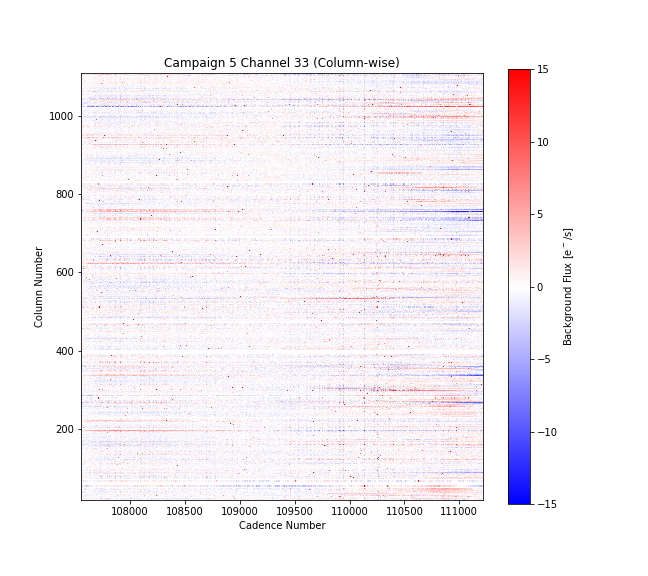 Campaign 5 Channel 33 (Column-wise)
1000
800
600
400
200
Column Number
108000 108500 109000 109500 110000 110500 111000
Cadence Number
15
10
5
0
−5
−10
−15
Background Flux [e⁻/s]